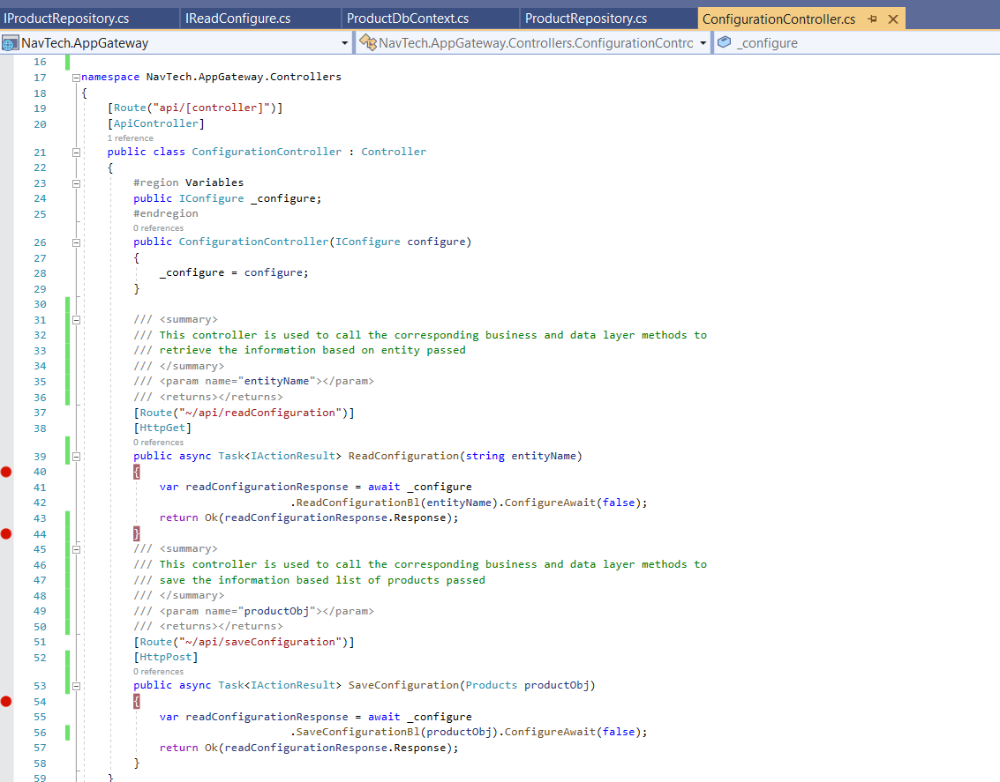 IProductRepository.cs IReadConfigure.cs ProductDbContext.cs ProductRepository.cs ConfigurationController.cs
NavTech.AppGateway NavTech.AppGateway.Controllers.ConfigurationContro _configure
16
17 namespace NavTech.AppGateway.Controllers
18 {
19 [Route("api/[controller]")]
20 [ApiController]
1 reference
21 public class ConfigurationController : Controller
22 {
23 #region Variables
24 public IConfigure _configure;
25 #endregion
0 references
26 public ConfigurationController(IConfigure configure)
27 {
28 _configure = configure;
29 }
30
31 /// <summary>
32 /// This controller is used to call the corresponding business and data layer methods to
33 /// retrieve the information based on entity passed
34 /// </summary>
35 /// <param name="entityName"></param>
36 /// <returns></returns>
37 [Route("~/api/readConfiguration")]
38 [HttpGet]
0 references
39 public async Task<IActionResult> ReadConfiguration(string entityName)
40 {
41 var readConfigurationResponse = await _configure
42 .ReadConfigurationBl(entityName).ConfigureAwait(false);
43 return Ok(readConfigurationResponse.Response);
44 }
45 /// <summary>
46 /// This controller is used to call the corresponding business and data layer methods to
47 /// save the information based list of products passed
48 /// </summary>
49 /// <param name="productObj"></param>
50 /// <returns></returns>
51 [Route("~/api/saveConfiguration")]
52 [HttpPost]
0 references
53 public async Task<IActionResult> SaveConfiguration(Products productObj)
54 {
55 var readConfigurationResponse = await _configure
56 .SaveConfigurationBl(productObj).ConfigureAwait(false);
57 return Ok(readConfigurationResponse.Response);
58 }
59 }